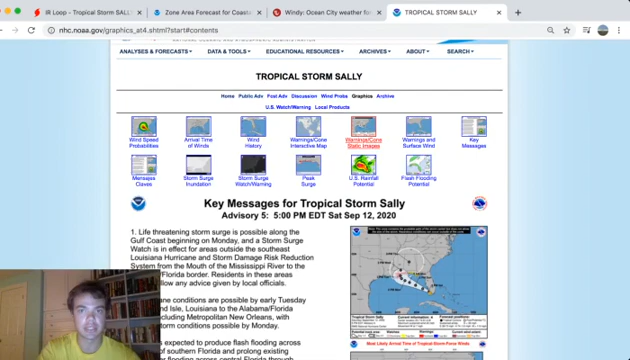 IR Loop - Tropical Storm SALL
Zone Area Forecast for Coasta
Windy: Ocean City weather for
TROPICAL STORM SALLY
nhc.noaa.gov/graphics_at4.shtml?start#contents
ANALYSES & FORECASTS
DATA & TOOLS
EDUCATIONAL RESOURCES
ARCHIVES
ABOUT
SEARCH
TROPICAL STORM SALLY
Home Public Adv Fcst Adv Discussion Wind Probs Graphics Archive
U.S. Watch/Warning Local Products
Wind Speed Probabilities
Arrival Time of Winds
Wind History
Warnings/Cone Interactive Map
Warnings/Cone Static Images
Warnings and Surface Wind
Key Messages
Mensajes Claves
Storm Surge Inundation
Storm Surge Watch/Warning
Peak Surge
U.S. Rainfall Potential
Flash Flooding Potential
Key Messages for Tropical Storm Sally
Advisory 5: 5:00 PM EDT Sat Sep 12, 2020
1. Life threatening storm surge is possible along the
Gulf Coast beginning on Monday, and a Storm Surge
Watch is in effect for areas outside the southeast
Louisiana Hurricane and Storm Damage Risk Reduction
System from the Mouth of the Mississippi River to the
/Florida border. Residents in these areas
llow any advice given by local officials.
ne conditions are possible by early Tuesday
nd Isle, Louisiana to the Alabama/Florida
cluding Metropolitan New Orleans, with
torm conditions possible by Monday.
is expected to produce flash flooding across
of southern Florida and prolong existing
Tropical Storm Sally
Most Likely Arrival Time of Tropical-Storm-Force Winds